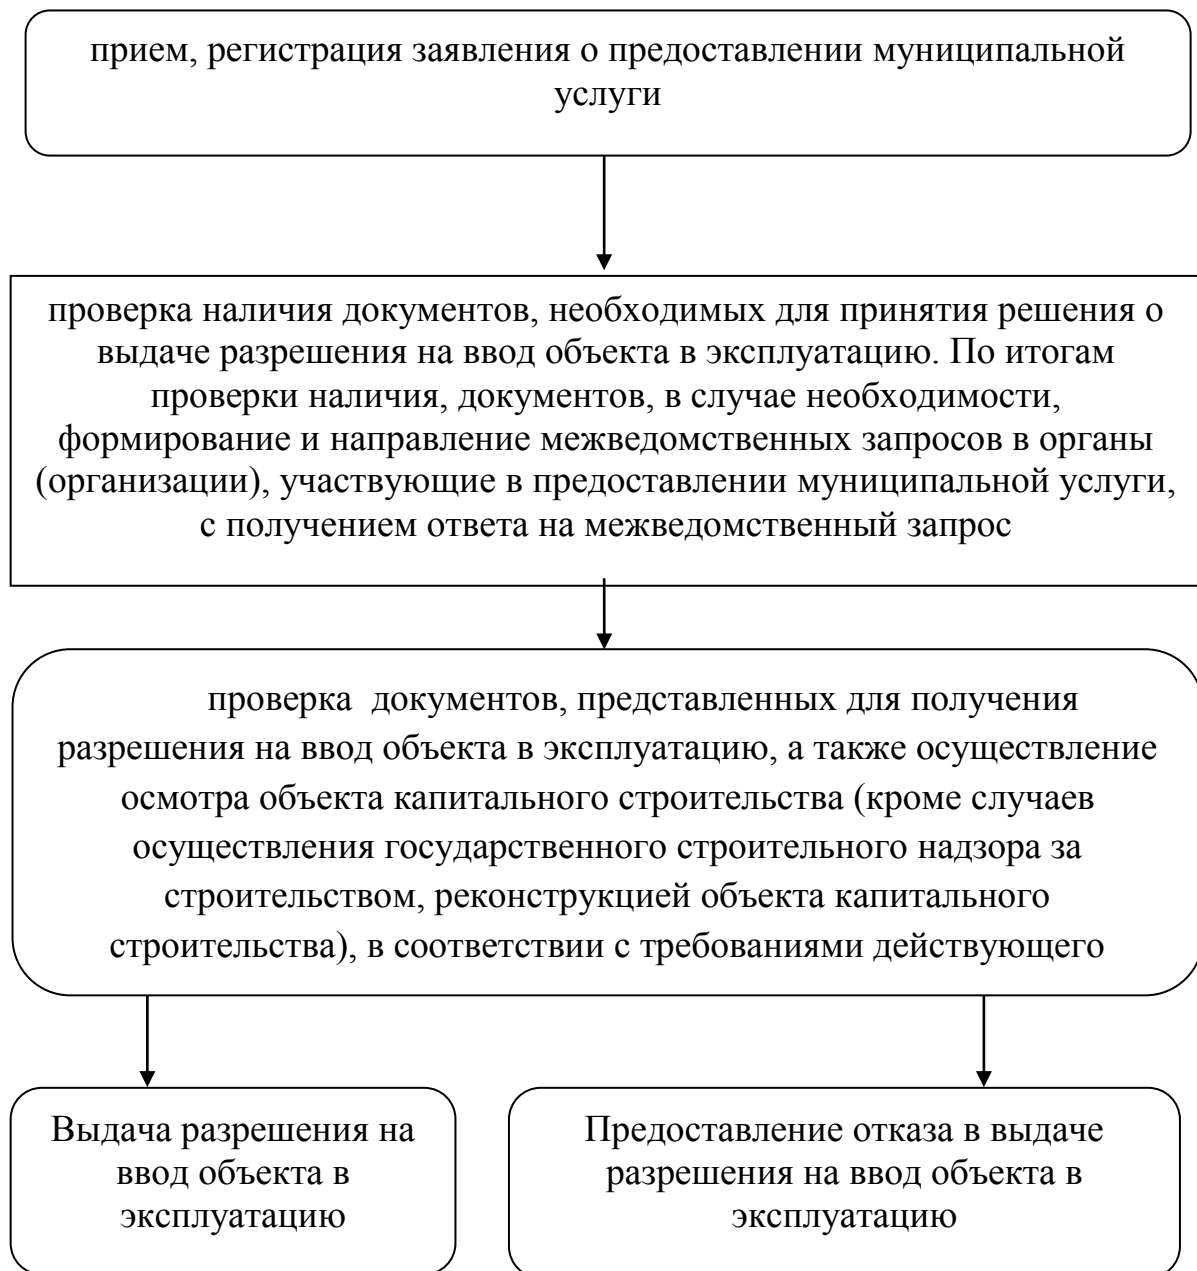 прием, регистрация заявления о предоставлении муниципальной
услуги
проверка наличия документов, необходимых для принятия решения о
выдаче разрешения на ввод объекта в эксплуатацию. По итогам
проверки наличия, документов, в случае необходимости,
формирование и направление межведомственных запросов в органы
(организации), участвующие в предоставлении муниципальной услуги,
с получением ответа на межведомственный запрос
проверка  документов, представленных для получения
разрешения на ввод объекта в эксплуатацию, а также осуществление
осмотра объекта капитального строительства (кроме случаев
осуществления государственного строительного надзора за
строительством, реконструкцией объекта капитального
строительства), в соответствии с требованиями действующего
Выдача разрешения на
ввод объекта в
эксплуатацию
Предоставление отказа в выдаче
разрешения на ввод объекта в
эксплуатацию